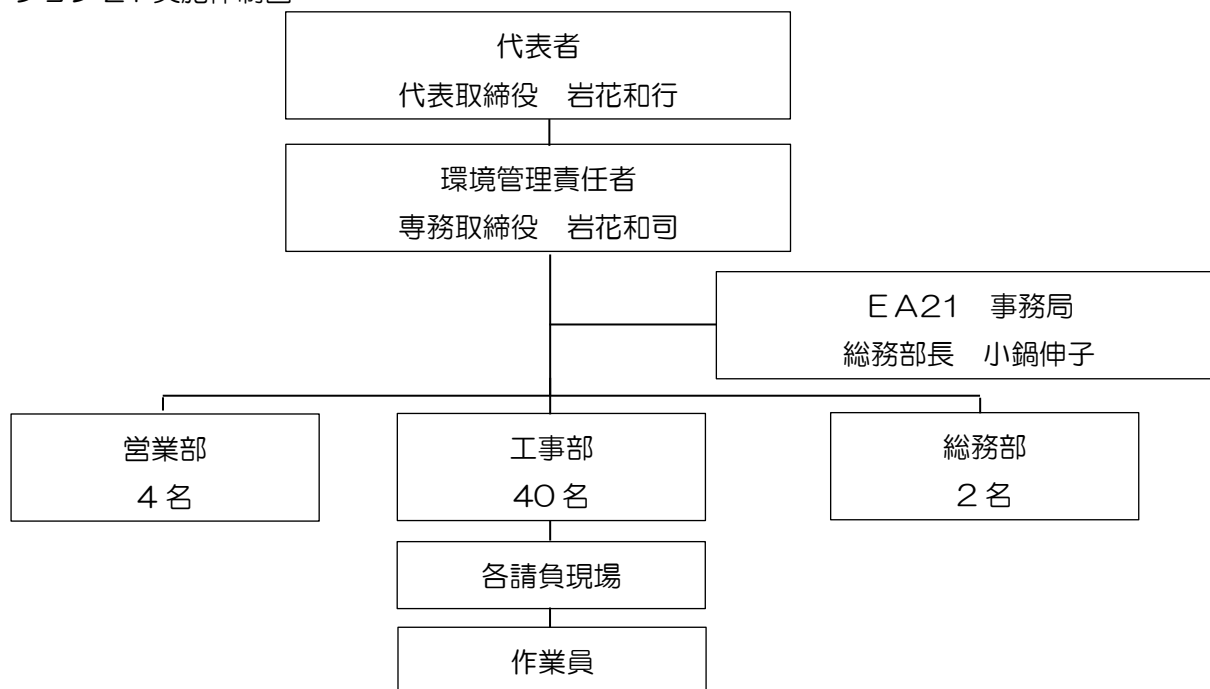 代表者
代表取締役　岩花和行
環境管理責任者
専務取締役　岩花和司
ＥＡ21　事務局
総務部長　小鍋伸子
営業部
４名
工事部
40名
総務部
２名
各請負現場
作業員